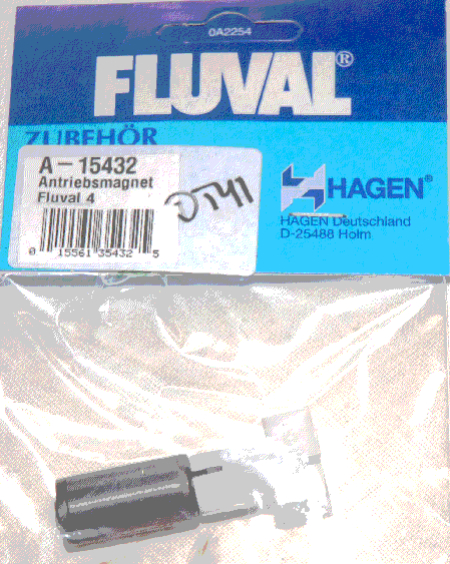 0A2254
FLUVAL®
ZUBEHÖR
A-15432
Antriebsmagnet
Fluval 4
0 15561 35432 5
HAGEN®
HAGEN Deutschland
D-25488 Holm